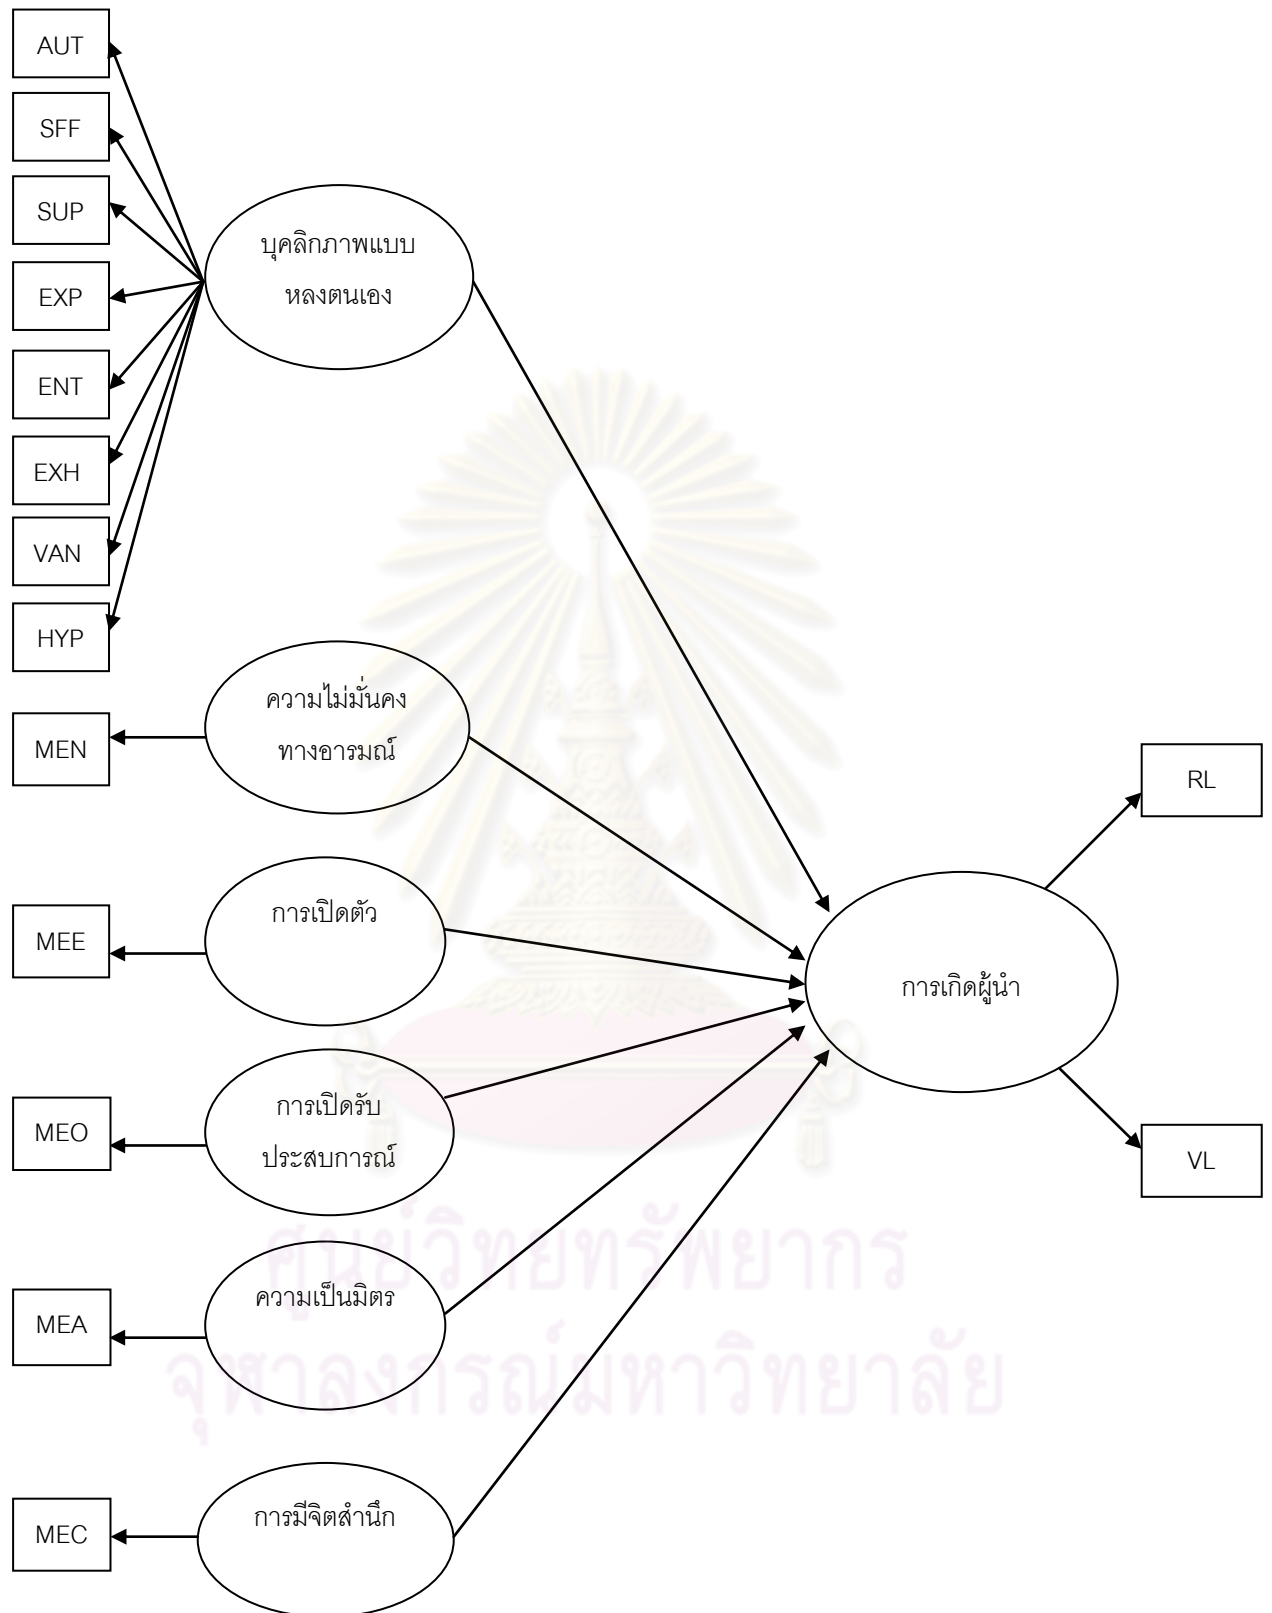 AUT
SFF
SUP
EXP
ENT
EXH
VAN
HYP
บุคลิกภาพแบบ
หลงตนเอง
MEN
ความไม่มั่นคง
ทางอารมณ์
MEE
การเปิดตัว
MEO
การเปิดรับ
ประสบการณ์
MEA
ความเป็นมิตร
MEC
การมีจิตสำนึก
การเกิดผู้นำ
RL
VL
ศูนย์วิทยทรัพยากร
จุฬาลงกรณ์มหาวิทยาลัย